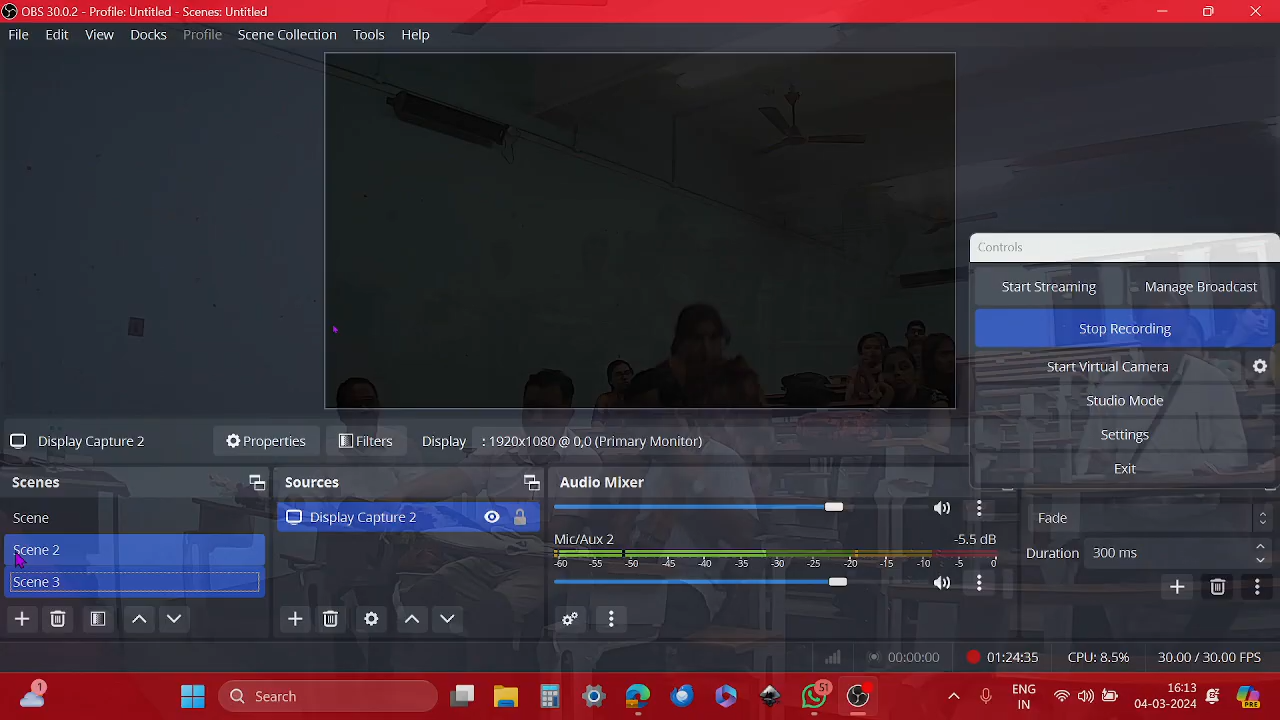 OBS 30.0.2 - Profile: Untitled - Scenes: Untitled
File Edit View Docks Profile Scene Collection Tools Help
Controls
Start Streaming Manage Broadcast
Stop Recording
Start Virtual Camera
Studio Mode
Settings
Exit
Display Capture 2 Properties Filters Display : 1920x1080 @ 0,0 (Primary Monitor)
Scenes Sources Audio Mixer
Scene
Scene 2
Scene 3
Display Capture 2
Mic/Aux 2 -5.5 dB
-60 -55 -50 -45 -40 -35 -30 -25 -20 -15 -10 -5 0
Fade
Duration 300 ms
00:00:00 01:24:35 CPU: 8.5% 30.00 / 30.00 FPS
1 Search 51 ENG 16:13
IN 04-03-2024 PRE